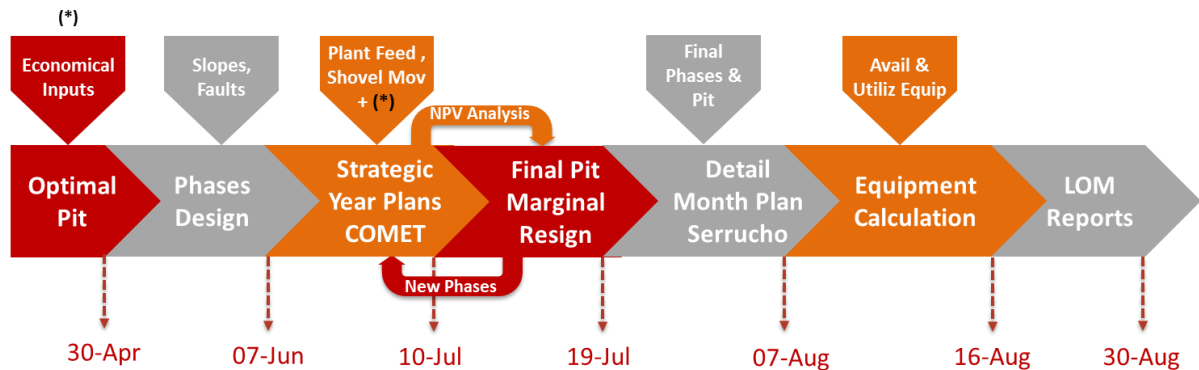 (*)
Economical
Inputs
Slopes,
Faults
Plant Feed ,
Shovel Mov
+ (*)
Final
Phases &
Pit
Avail &
Utiliz Equip
NPV Analysis
Optimal
Pit
Phases
Design
Strategic
Year Plans
COMET
Final Pit
Marginal
Resign
Detail
Month Plan
Serrucho
Equipment
Calculation
LOM
Reports
New Phases
30-Apr
07-Jun
10-Jul
19-Jul
07-Aug
16-Aug
30-Aug